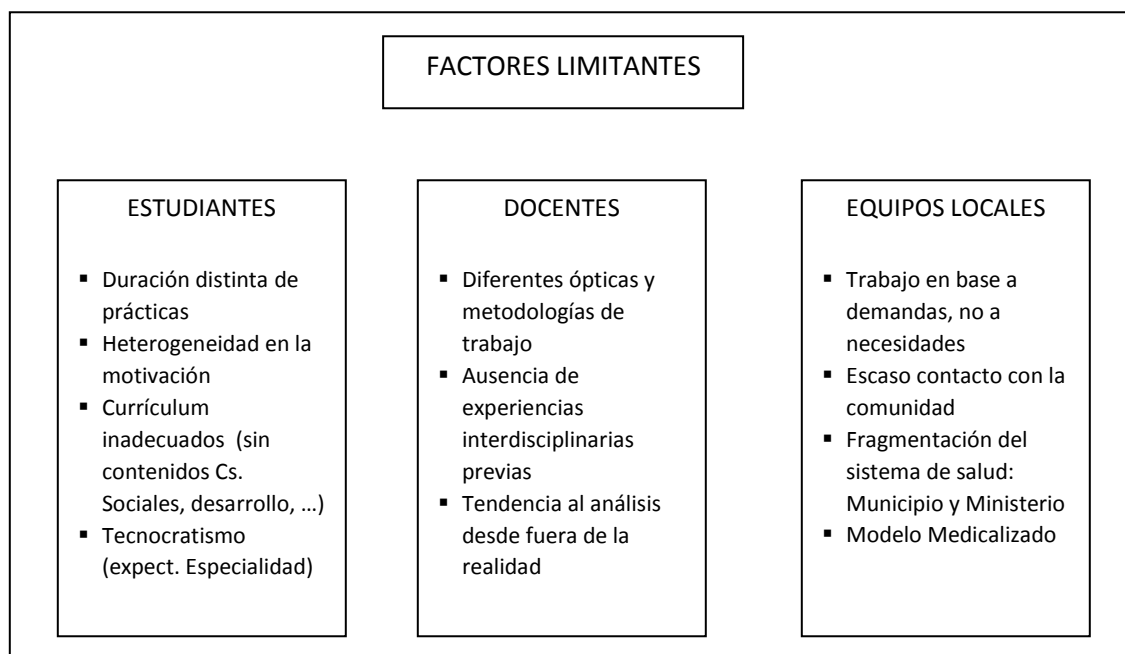 FACTORES LIMITANTES
ESTUDIANTES
▪ Duración distinta de
prácticas
▪ Heterogeneidad en la
motivación
▪ Currículum
inadecuados (sin
contenidos Cs.
Sociales, desarrollo, ...)
▪ Tecnocratismo
(expect. Especialidad)
DOCENTES
▪ Diferentes ópticas y
metodologías de
trabajo
▪ Ausencia de
experiencias
interdisciplinarias
previas
▪ Tendencia al análisis
desde fuera de la
realidad
EQUIPOS LOCALES
▪ Trabajo en base a
demandas, no a
necesidades
▪ Escaso contacto con la
comunidad
▪ Fragmentación del
sistema de salud:
Municipio y Ministerio
▪ Modelo Medicalizado